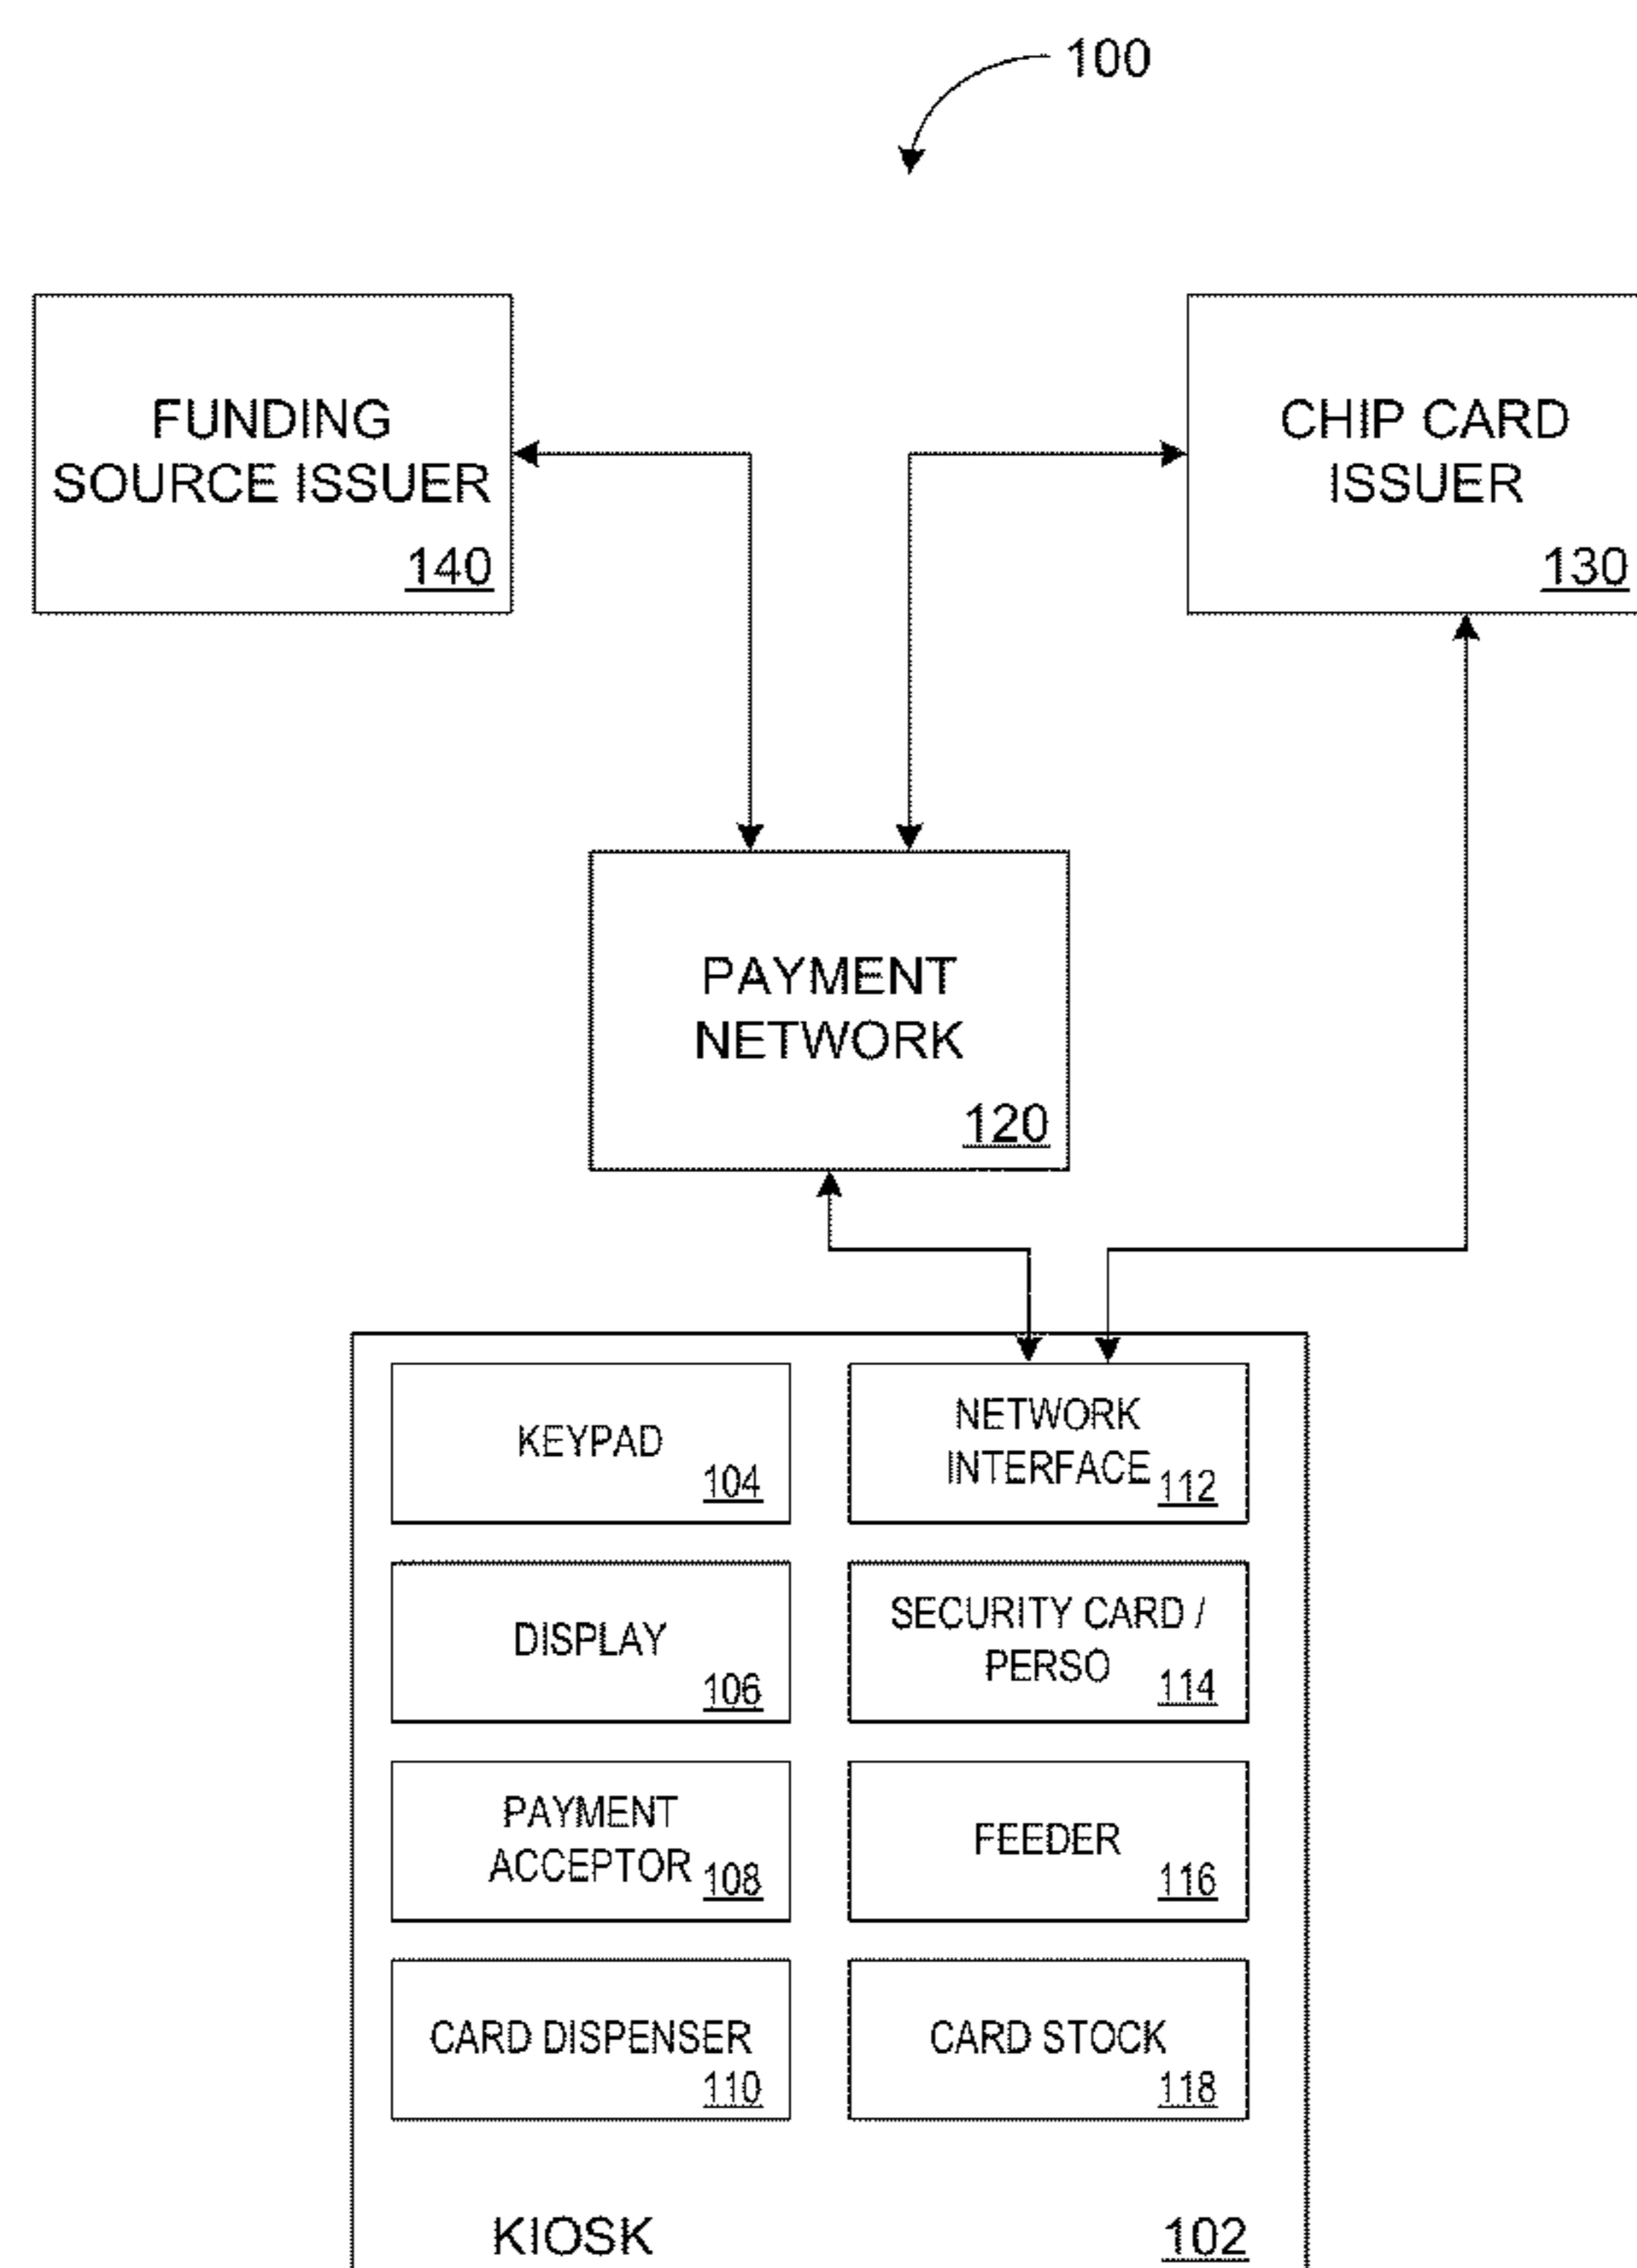 100
FUNDING
SOURCE ISSUER
140
CHIP CARD
ISSUER
130
PAYMENT
NETWORK
120
KEYPAD
104
NETWORK
INTERFACE 112
DISPLAY
106
SECURITY CARD /
PERSO
114
PAYMENT
ACCEPTOR 108
FEEDER
116
CARD DISPENSER
110
CARD STOCK
118
KIOSK
102